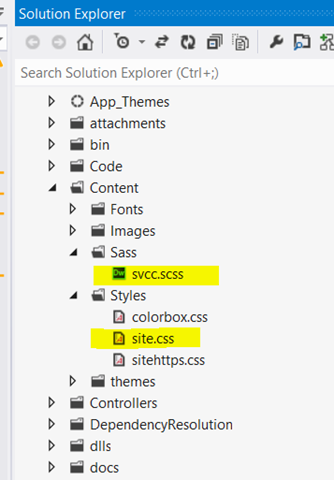 Solution Explorer
Search Solution Explorer (Ctrl+;)
App_Themes
attachments
bin
Code
Content
Fonts
Images
Sass
Dw svcc.scss
Styles
colorbox.css
site.css
sitehttps.css
themes
Controllers
DependencyResolution
dlls
docs